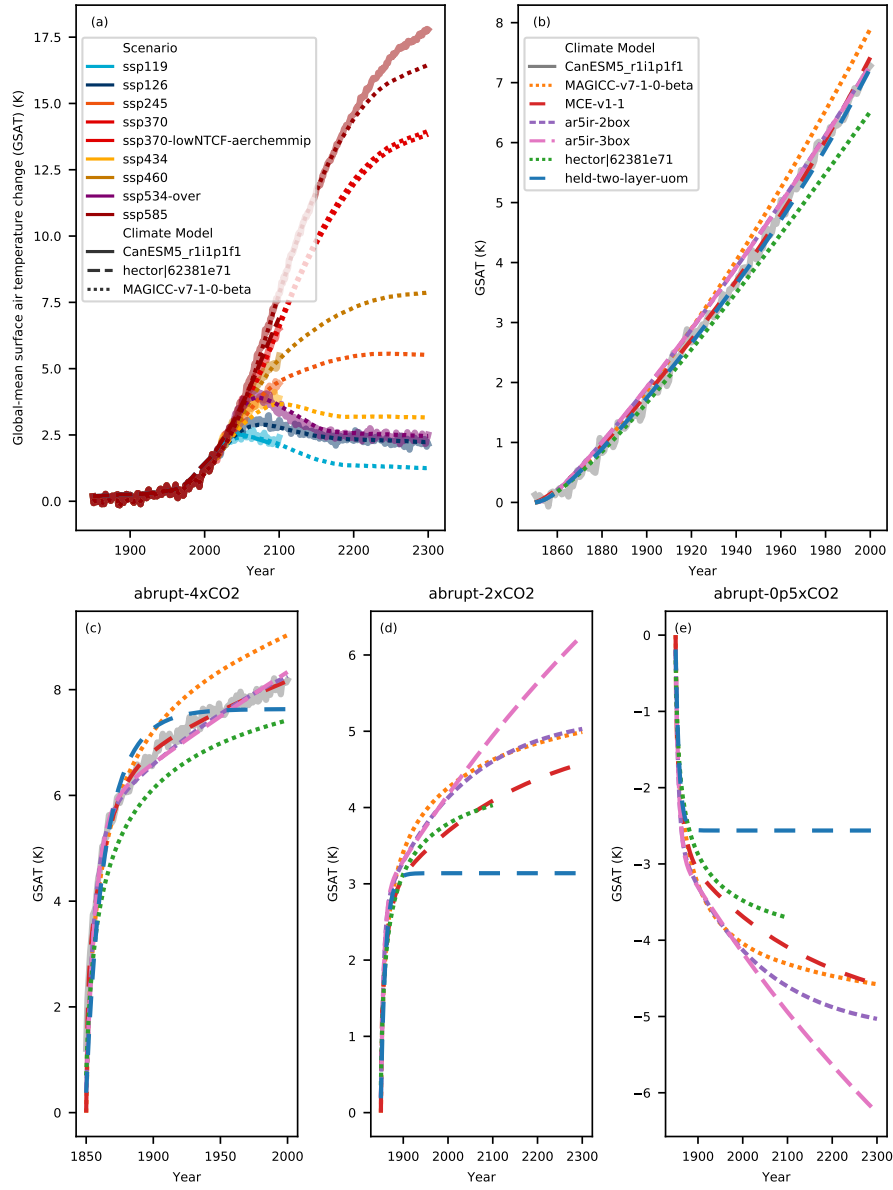 (a)
Global-mean surface air temperature change (GSAT) (K)
17.5
15.0
12.5
10.0
7.5
5.0
2.5
0.0
Scenario
ssp119
ssp126
ssp245
ssp370
ssp370-lowNTCF-aerchemmip
ssp434
ssp460
ssp534-over
ssp585
Climate Model
CanESM5_r1i1p1f1
hector|62381e71
MAGICC-v7-1-0-beta
1900 2000 2100 2200 2300
Year
(b)
GSAT (K)
8
7
6
5
4
3
2
1
0
Climate Model
CanESM5_r1i1p1f1
MAGICC-v7-1-0-beta
MCE-v1-1
ar5ir-2box
ar5ir-3box
hector|62381e71
held-two-layer-uom
1860 1880 1900 1920 1940 1960 1980 2000
Year
abrupt-4xCO2
(c)
GSAT (K)
8
6
4
2
0
1850 1900 1950 2000
Year
abrupt-2xCO2
(d)
GSAT (K)
6
5
4
3
2
1
0
1900 2000 2100 2200 2300
Year
abrupt-0p5xCO2
(e)
GSAT (K)
0
−1
−2
−3
−4
−5
−6
1900 2000 2100 2200 2300
Year